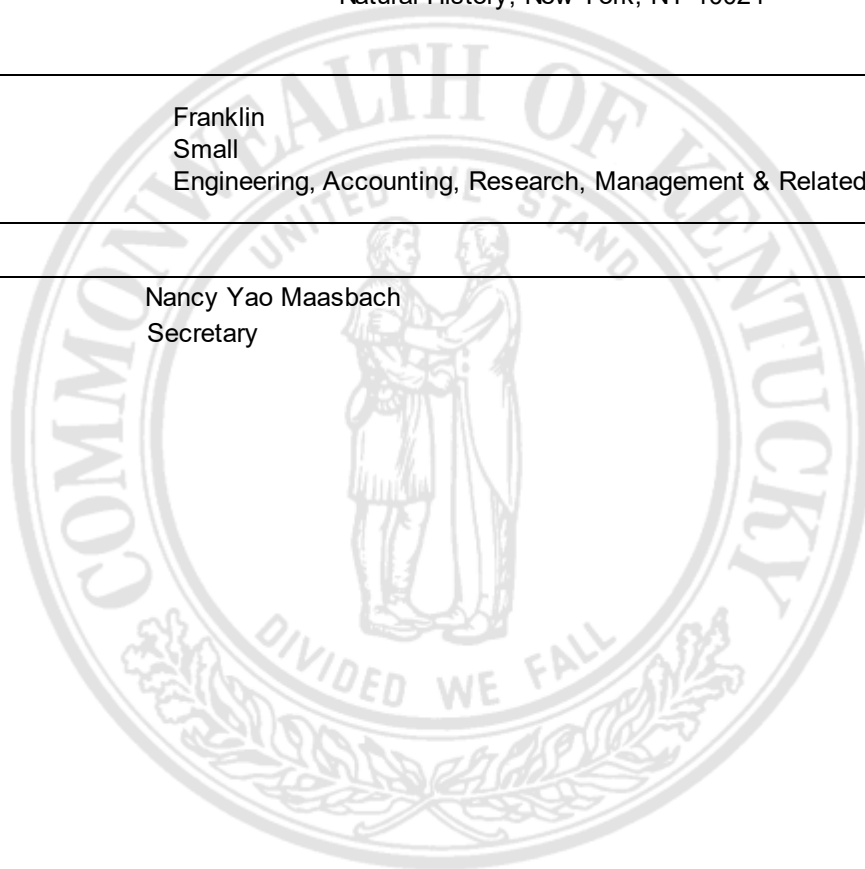 Natural History, New York, NY 10024
Franklin
Small
Engineering, Accounting, Research, Management & Related
Nancy Yao Maasbach
Secretary
COMMONWEALTH OF KENTUCKY
UNITED WE STAND
DIVIDED WE FALL